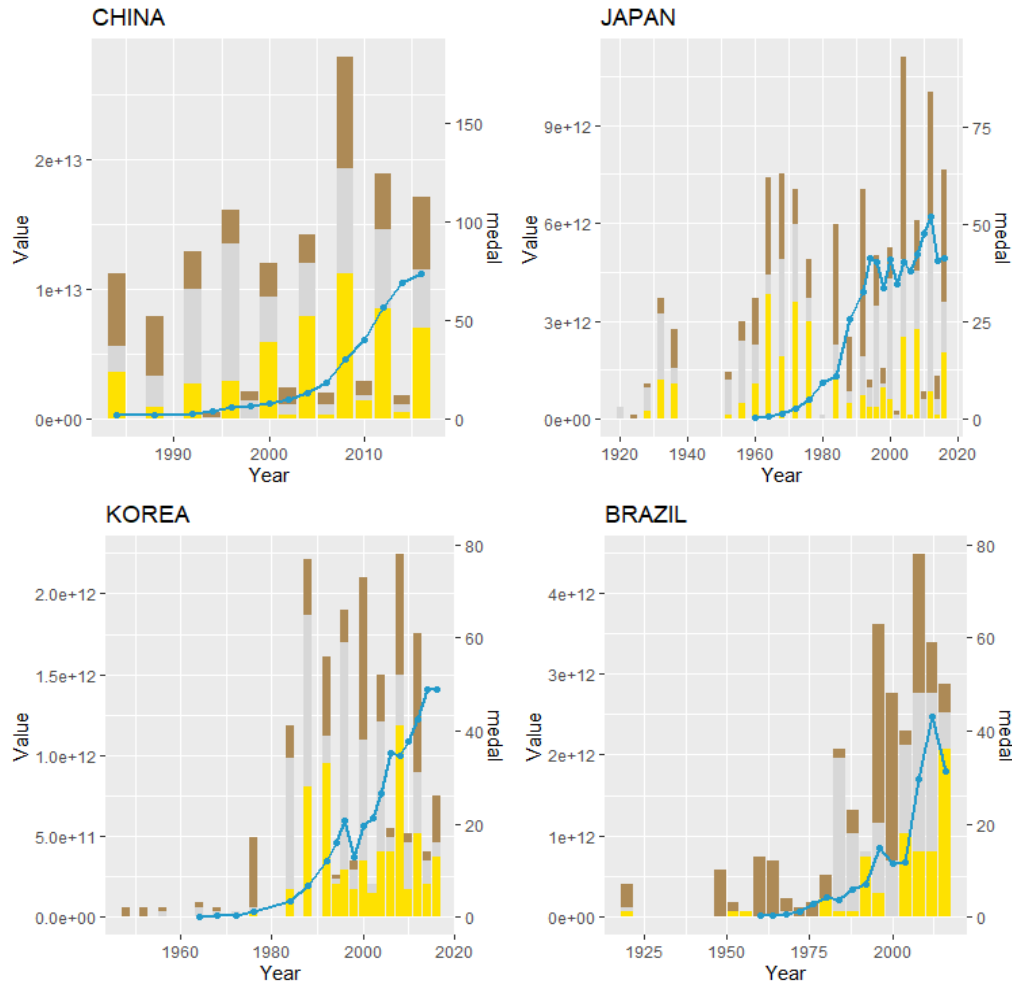 CHINA
Value
2e+13
1e+13
0e+00
150
100
50
0
medal
1990 2000 2010
Year
JAPAN
Value
9e+12
6e+12
3e+12
0e+00
75
50
25
0
medal
1920 1940 1960 1980 2000 2020
Year
KOREA
Value
2.0e+12
1.5e+12
1.0e+12
5.0e+11
0.0e+00
80
60
40
20
0
medal
1960 1980 2000 2020
Year
BRAZIL
Value
4e+12
3e+12
2e+12
1e+12
0e+00
80
60
40
20
0
medal
1925 1950 1975 2000
Year